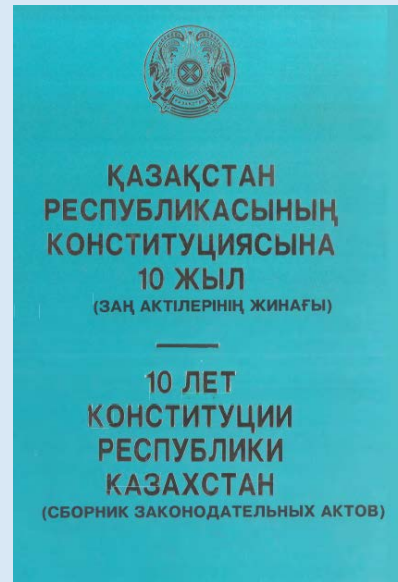 ҚАЗАҚСТАН
РЕСПУБЛИКАСЫНЫҢ
КОНСТИТУЦИЯСЫНА
10 ЖЫЛ
(ЗАҢ АКТІЛЕРІНІҢ ЖИНАҒЫ)
10 ЛЕТ
КОНСТИТУЦИИ
РЕСПУБЛИКИ
КАЗАХСТАН
(СБОРНИК ЗАКОНОДАТЕЛЬНЫХ АКТОВ)